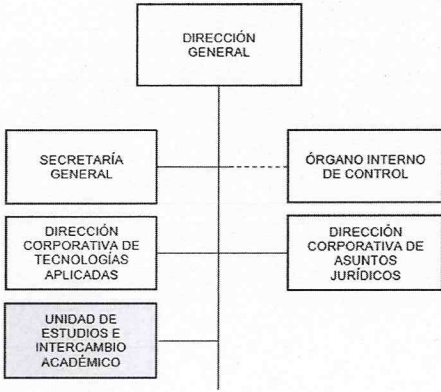 DIRECCIÓN
GENERAL
SECRETARÍA
GENERAL
ÓRGANO INTERNO
DE CONTROL
DIRECCIÓN
CORPORATIVA DE
TECNOLOGÍAS
APLICADAS
DIRECCIÓN
CORPORATIVA DE
ASUNTOS
JURÍDICOS
UNIDAD DE
ESTUDIOS E
INTERCAMBIO
ACADÉMICO